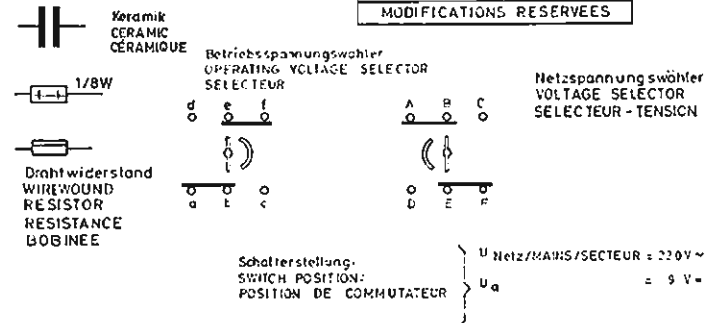 MODIFICATIONS RESERVEES
Keramik
CERAMIC
CÉRAMIQUE
1/8W
Drahtwiderstand
WIREWOUND
RESISTOR
RESISTANCE
BOBINEE
Betriebsspannungswähler
OPERATING VOLTAGE SELECTOR
SELECTEUR
d e f
a b c
Netzspannungswähler
VOLTAGE SELECTOR
SELECTEUR - TENSION
A B C
D E F
Schalterstellung:
SWITCH POSITION:
POSITION DE COMMUTATEUR
U Netz/MAINS/SECTEUR = 220V ~
Ua = 9 V =